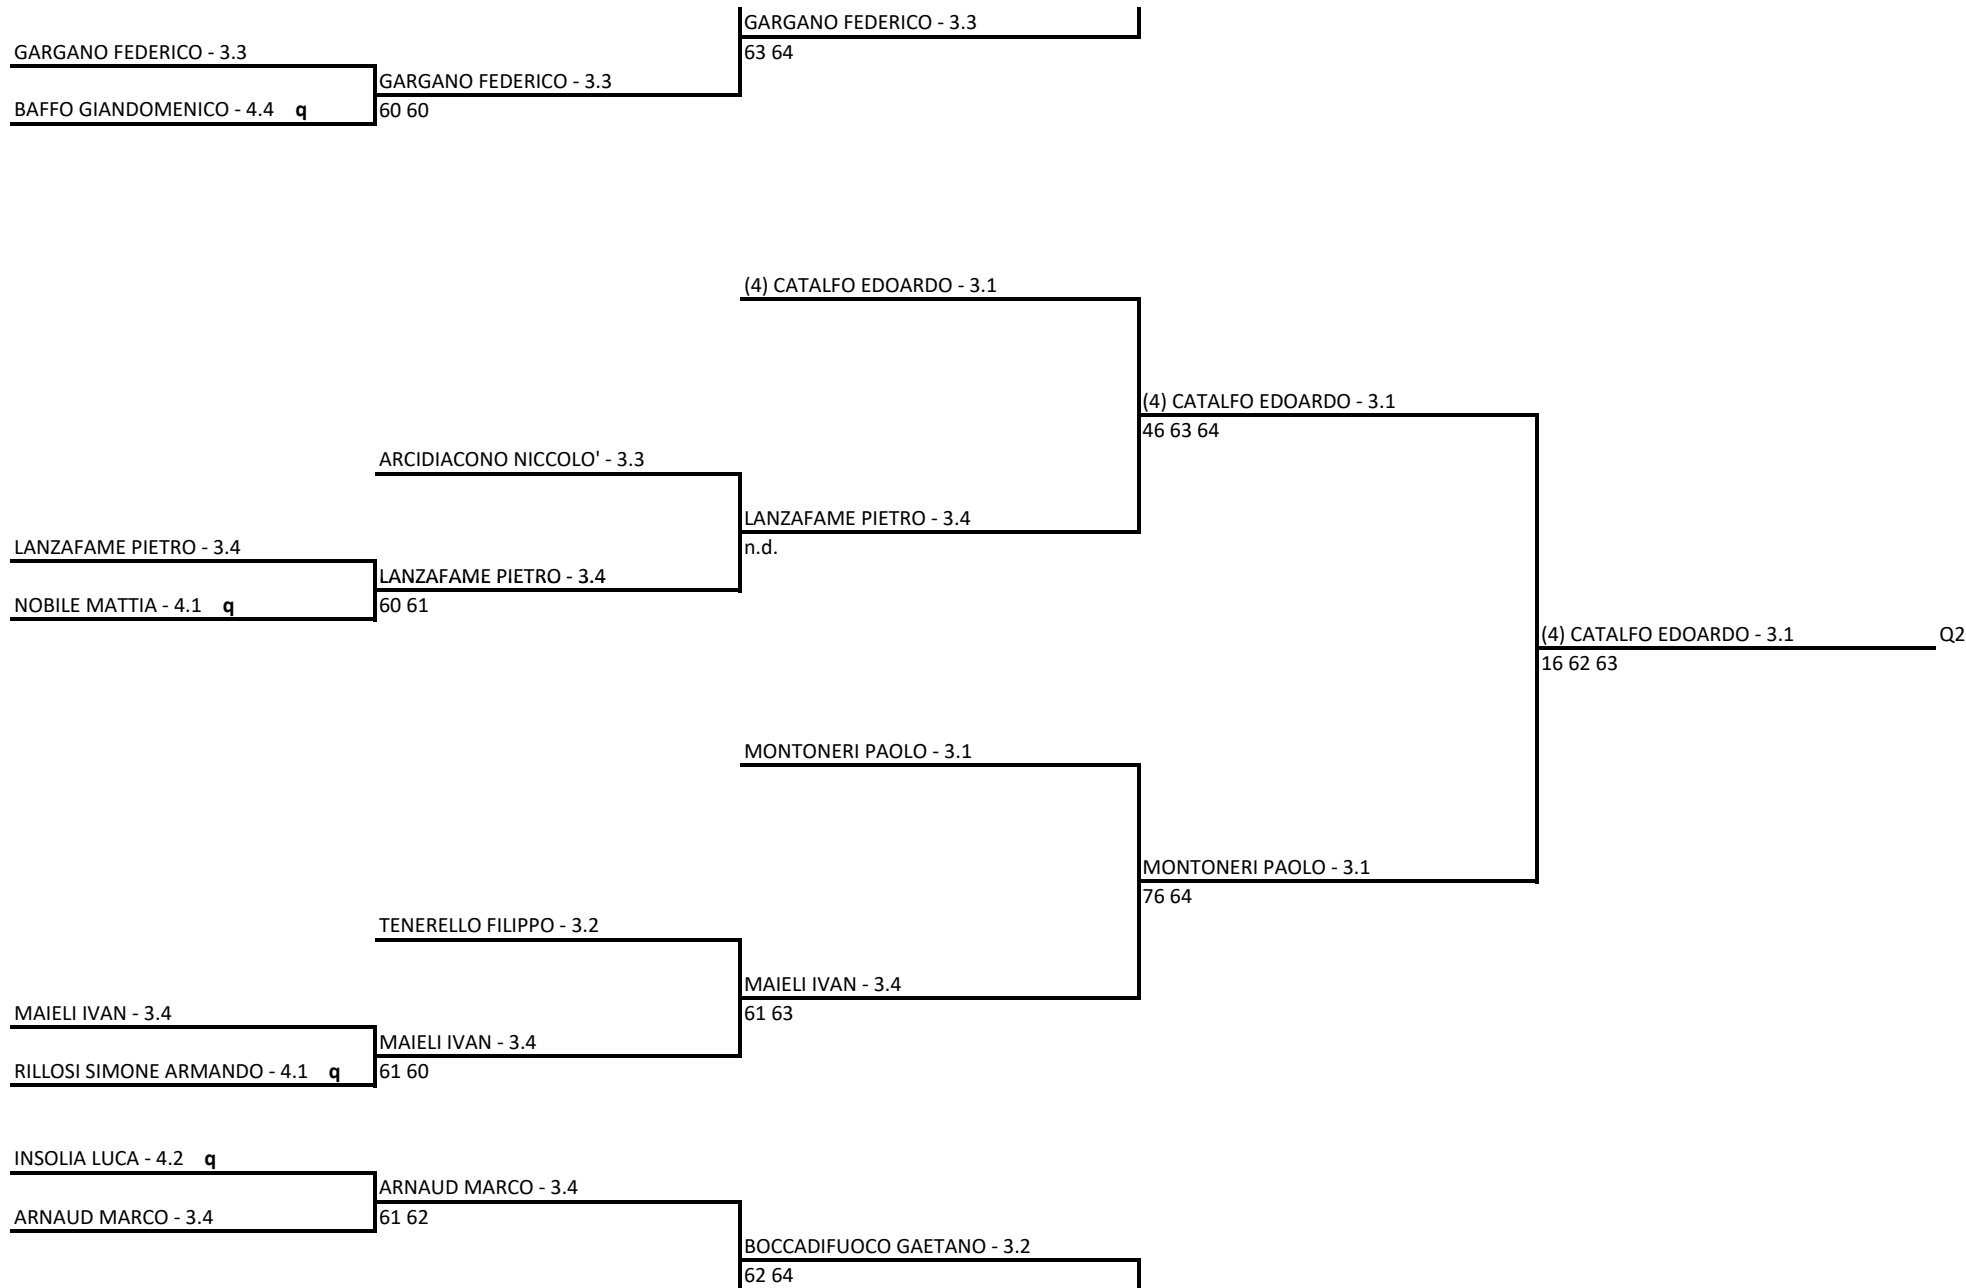 GARGANO FEDERICO - 3.3
GARGANO FEDERICO - 3.3
63 64
GARGANO FEDERICO - 3.3
BAFFO GIANDOMENICO - 4.4 q
60 60
(4) CATALFO EDOARDO - 3.1
(4) CATALFO EDOARDO - 3.1
46 63 64
ARCIDIACONO NICCOLO' - 3.3
LANZAFAME PIETRO - 3.4
LANZAFAME PIETRO - 3.4
n.d.
LANZAFAME PIETRO - 3.4
NOBILE MATTIA - 4.1 q
60 61
(4) CATALFO EDOARDO - 3.1
Q2
16 62 63
MONTONERI PAOLO - 3.1
MONTONERI PAOLO - 3.1
76 64
TENERELLO FILIPPO - 3.2
MAIELI IVAN - 3.4
MAIELI IVAN - 3.4
61 63
MAIELI IVAN - 3.4
RILLOSI SIMONE ARMANDO - 4.1 q
61 60
INSOLIA LUCA - 4.2 q
ARNAUD MARCO - 3.4
ARNAUD MARCO - 3.4
61 62
BOCCADIFUOCO GAETANO - 3.2
62 64